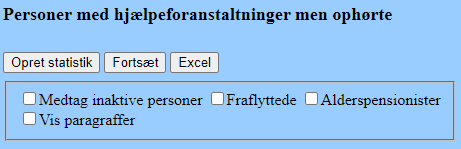 Personer med hjælpeforanstaltninger men ophørte
Opret statistik Fortsæt Excel
Medtag inaktive personer Fraflyttede Alderspensionister
Vis paragraffer